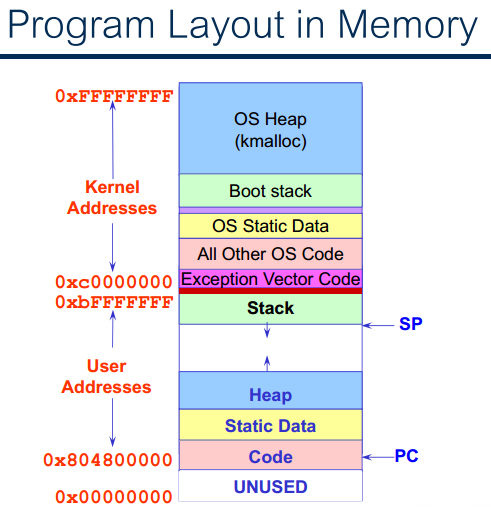 Program Layout in Memory
0xFFFFFFFF
OS Heap
(kmalloc)
Kernel
Addresses
Boot stack
OS Static Data
All Other OS Code
0xc0000000
Exception Vector Code
0xbFFFFFFF
Stack
SP
User
Addresses
Heap
Static Data
0x804800000
Code
PC
UNUSED
0x00000000